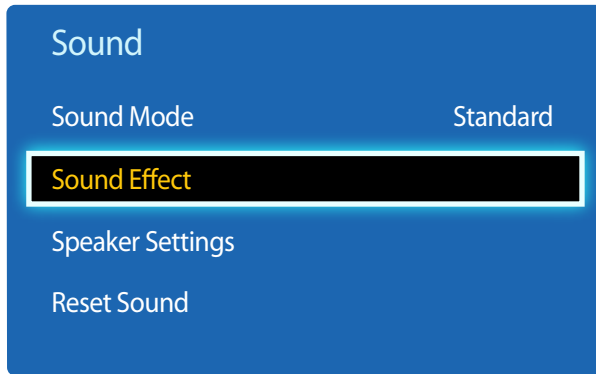 Sound
Sound Mode Standard
Sound Effect
Speaker Settings
Reset Sound